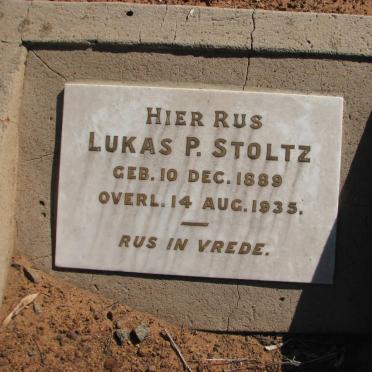 HIER RUS
LUKAS P. STOLTZ
GEB. 10 DEC. 1889
OVERL. 14 AUG. 1935.
RUS IN VREDE.